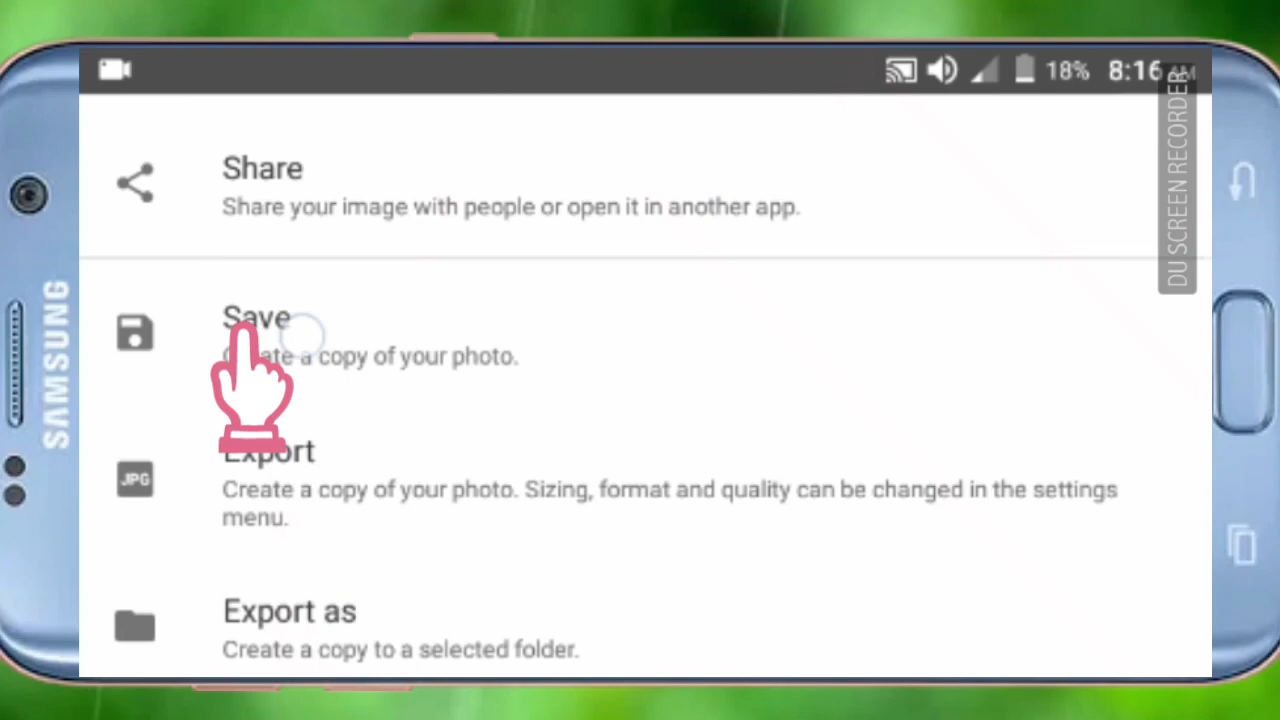 18% 8:16 AM
DU SCREEN RECORDER
SAMSUNG
Share
Share your image with people or open it in another app.
Save
Create a copy of your photo.
JPG
Export
Create a copy of your photo. Sizing, format and quality can be changed in the settings
menu.
Export as
Create a copy to a selected folder.